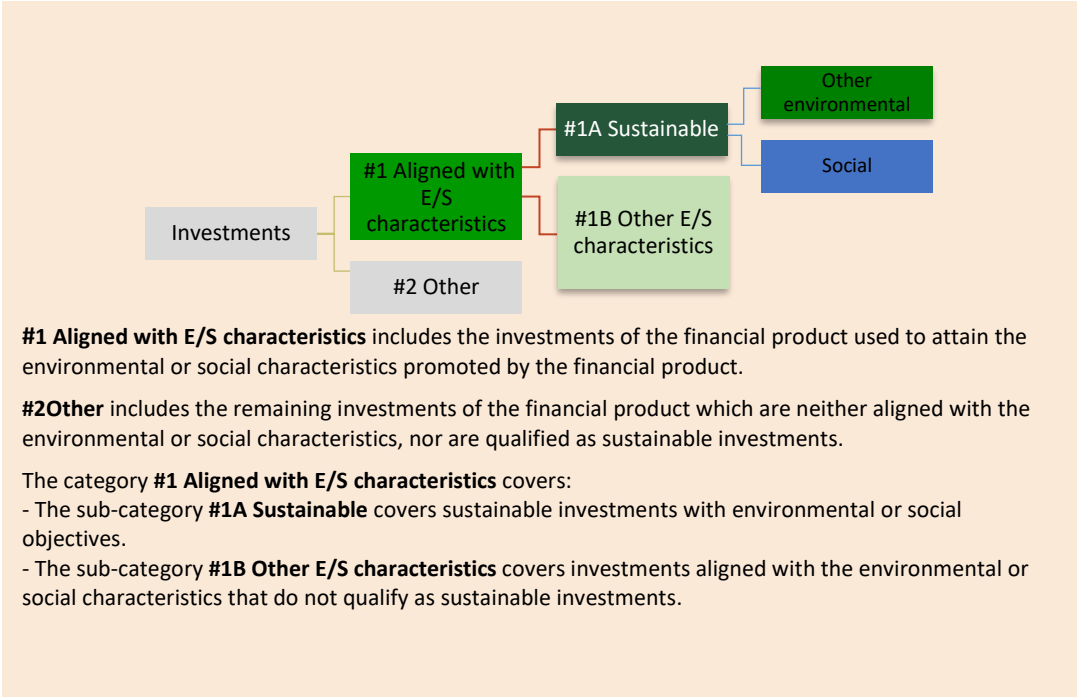 Other
environmental
#1A Sustainable
Social
#1 Aligned with
E/S
characteristics
#1B Other E/S
characteristics
Investments
#2 Other
#1 Aligned with E/S characteristics includes the investments of the financial product used to attain the
environmental or social characteristics promoted by the financial product.
#2Other includes the remaining investments of the financial product which are neither aligned with the
environmental or social characteristics, nor are qualified as sustainable investments.
The category #1 Aligned with E/S characteristics covers:
- The sub-category #1A Sustainable covers sustainable investments with environmental or social
objectives.
- The sub-category #1B Other E/S characteristics covers investments aligned with the environmental or
social characteristics that do not qualify as sustainable investments.